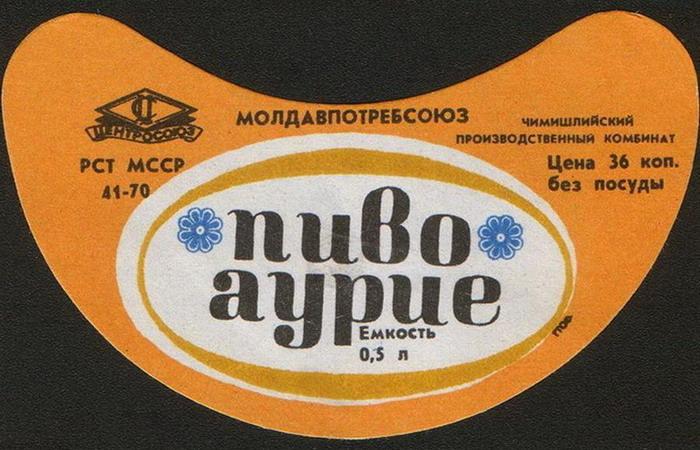 ЦЕНТРОСОЮЗ
РСТ МССР
41-70
МОЛДАВПОТРЕБСОЮЗ
ЧИМИШЛИЙСКИЙ
ПРОИЗВОДСТВЕННЫЙ КОМБИНАТ
Цена 36 коп.
без посуды
пиво
аурие
Емкость
0,5 л